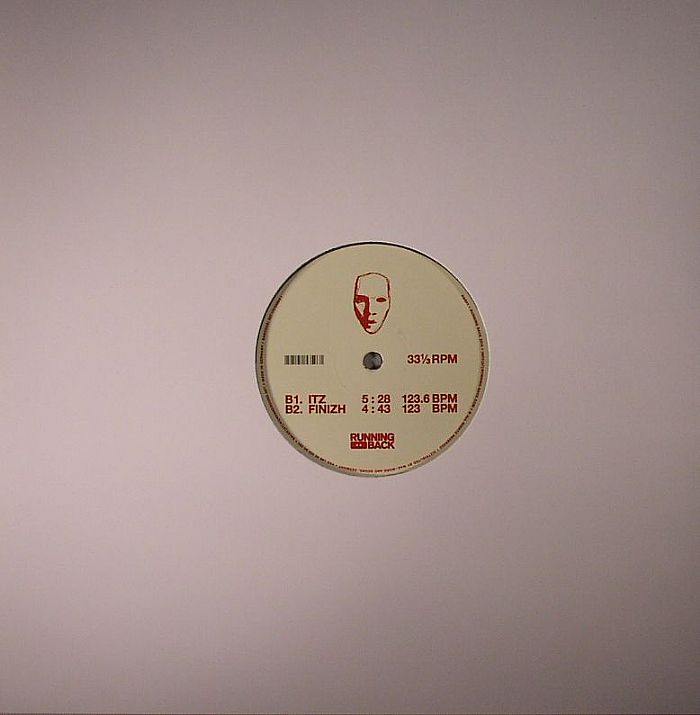 33⅓ RPM
B1. ITZ 5:28 123.6 BPM
B2. FINIZH 4:43 123 BPM
RUNNING
BACK